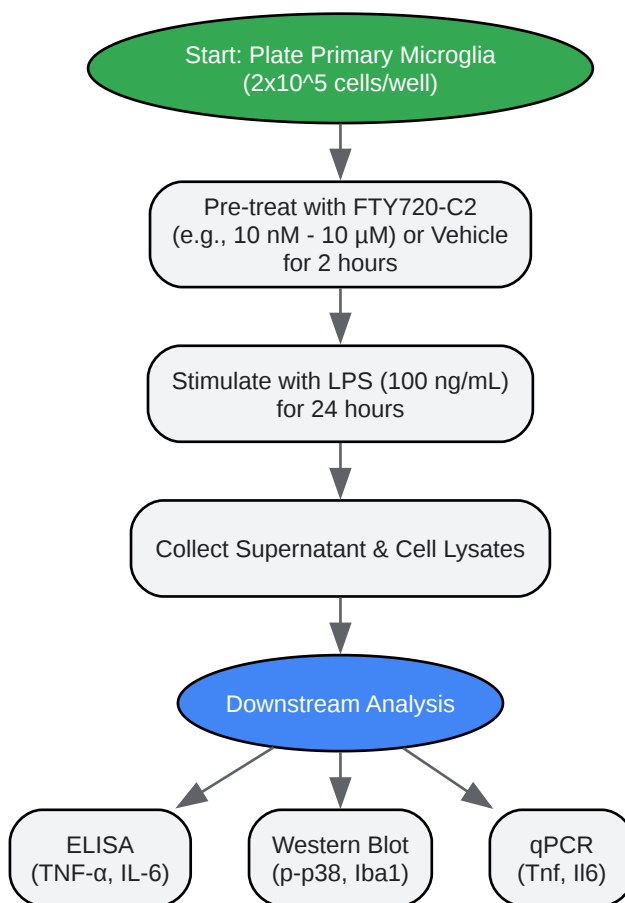 Start: Plate Primary Microglia
(2x10^5 cells/well)
Pre-treat with FTY720-C2
(e.g., 10 nM - 10 µM) or Vehicle
for 2 hours
Stimulate with LPS (100 ng/mL)
for 24 hours
Collect Supernatant & Cell Lysates
Downstream Analysis
ELISA
(TNF-α, IL-6)
Western Blot
(p-p38, Iba1)
qPCR
(Tnf, Il6)